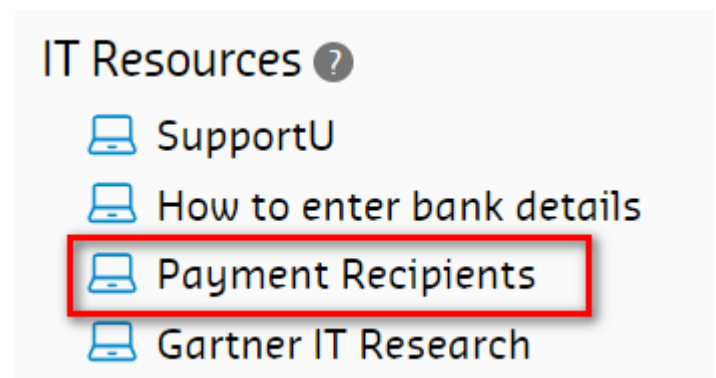 IT Resources ?
SupportU
How to enter bank details
Payment Recipients
Gartner IT Research